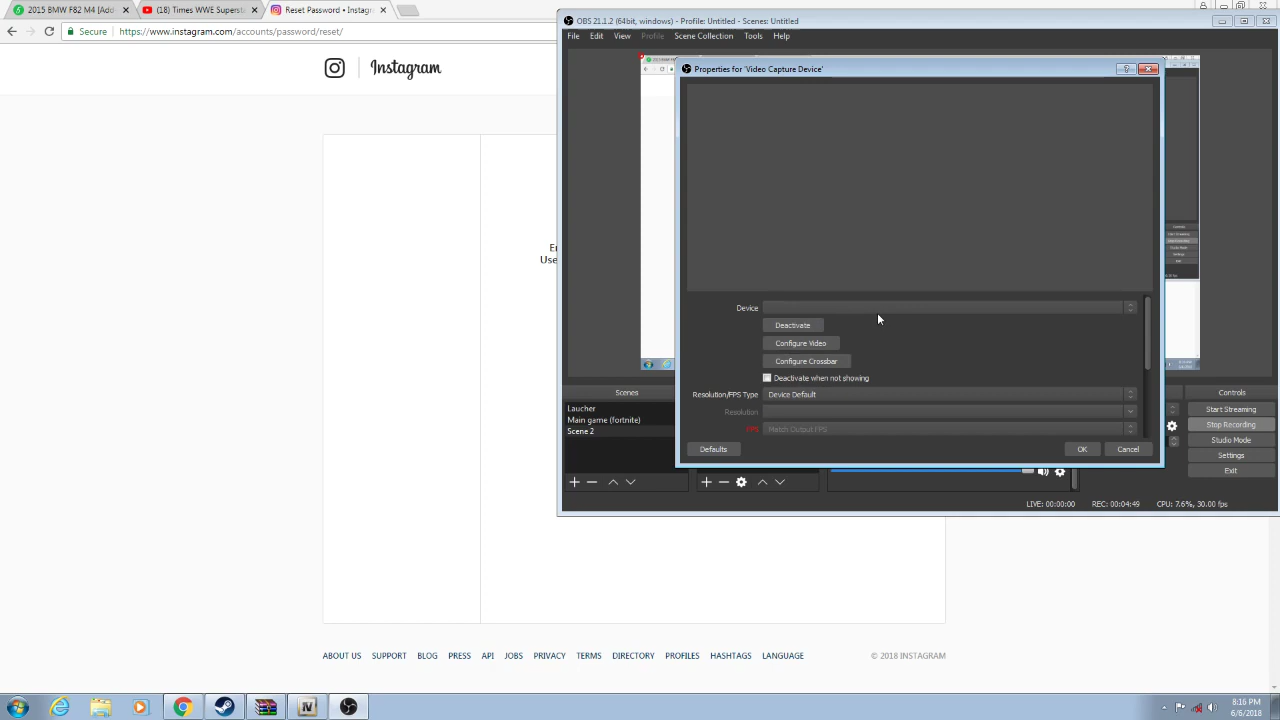 2015 BMW F82 M4 [Add
(18) Times WWE Superst
Reset Password • Instagra
Secure
https://www.instagram.com/accounts/password/reset/
Instagram
OBS 21.1.2 (64bit, windows) - Profile: Untitled - Scenes: Untitled
File Edit View Profile Scene Collection Tools Help
Properties for 'Video Capture Device'
Device
Deactivate
Configure Video
Configure Crossbar
Deactivate when not showing
Resolution/FPS Type Device Default
Resolution
FPS Match Output FPS
Defaults OK Cancel
Scenes
Laucher
Main game (fortnite)
Scene 2
Controls
Start Streaming
Stop Recording
Studio Mode
Settings
Exit
LIVE: 00:00:00 REC: 00:04:49 CPU: 7.6%, 30.00 fps
En
Use
ABOUT US SUPPORT BLOG PRESS API JOBS PRIVACY TERMS DIRECTORY PROFILES HASHTAGS LANGUAGE © 2018 INSTAGRAM
IV
8:16 PM
6/6/2018